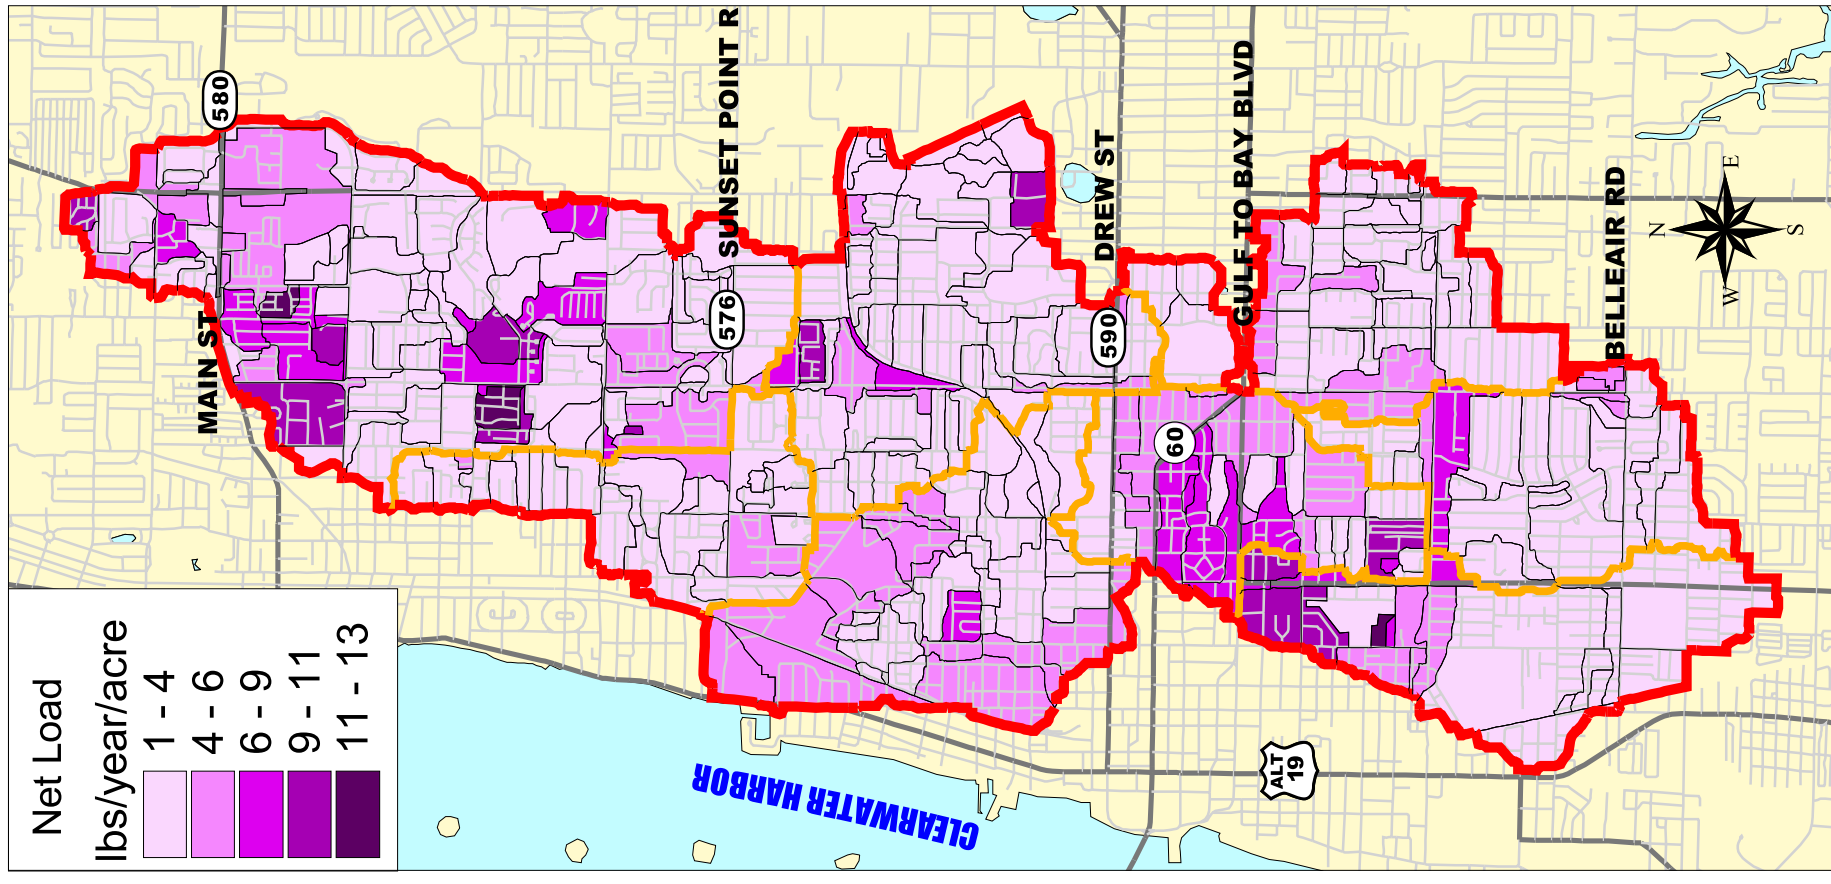 Net Load
lbs/year/acre
1 - 4
4 - 6
6 - 9
9 - 11
11 - 13
580
MAIN ST
SUNSET POINT R
576
DREW ST
590
GULF TO BAY BLVD
60
BELLEAIR RD
ALT
19
CLEARWATER HARBOR
N
E
S
W